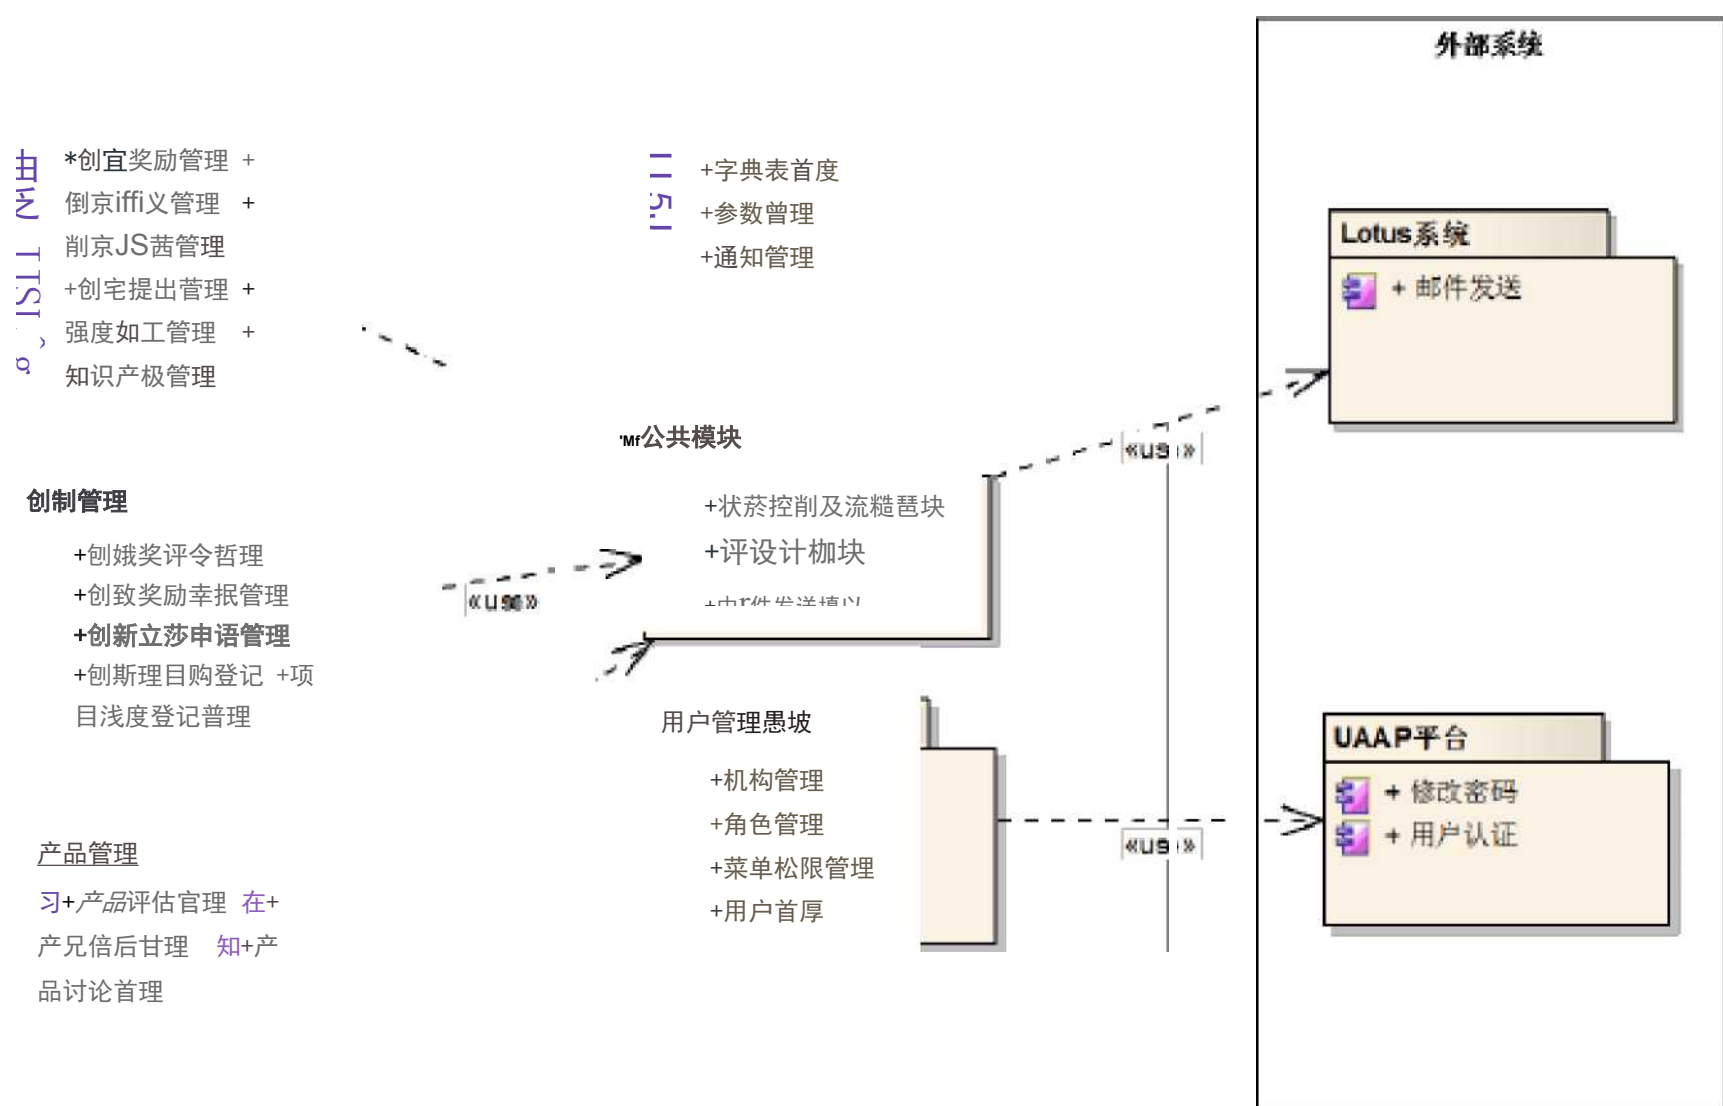 外部系统
*创宜奖励管理 +
倒京iffi义管理 +
削京JS茜管理
+创宅提出菅理 +
强度如工管理 +
知识产极管理
+字典表首度
+参数曾理
+通知管理
Lotus系统
+ 邮件发送
'Mf公共模块
«us »
+状菸控削及流糙琶块
+评设计枷块
创制管理
+刨娥奖评令哲理
+创致奖励幸抿管理
+创新立莎申语管理
+刨斯理目购登记 +项
目浅度登记普理
«use»
用户管理愚坡
+机构管理
+角色管理
+菜单松限管理
+用户首厚
«us »
UAAP平台
+ 修改密码
+ 用户认证
产品管理
习+产品评估官理 在+
产兄倍后甘理 知+产
品讨论首理